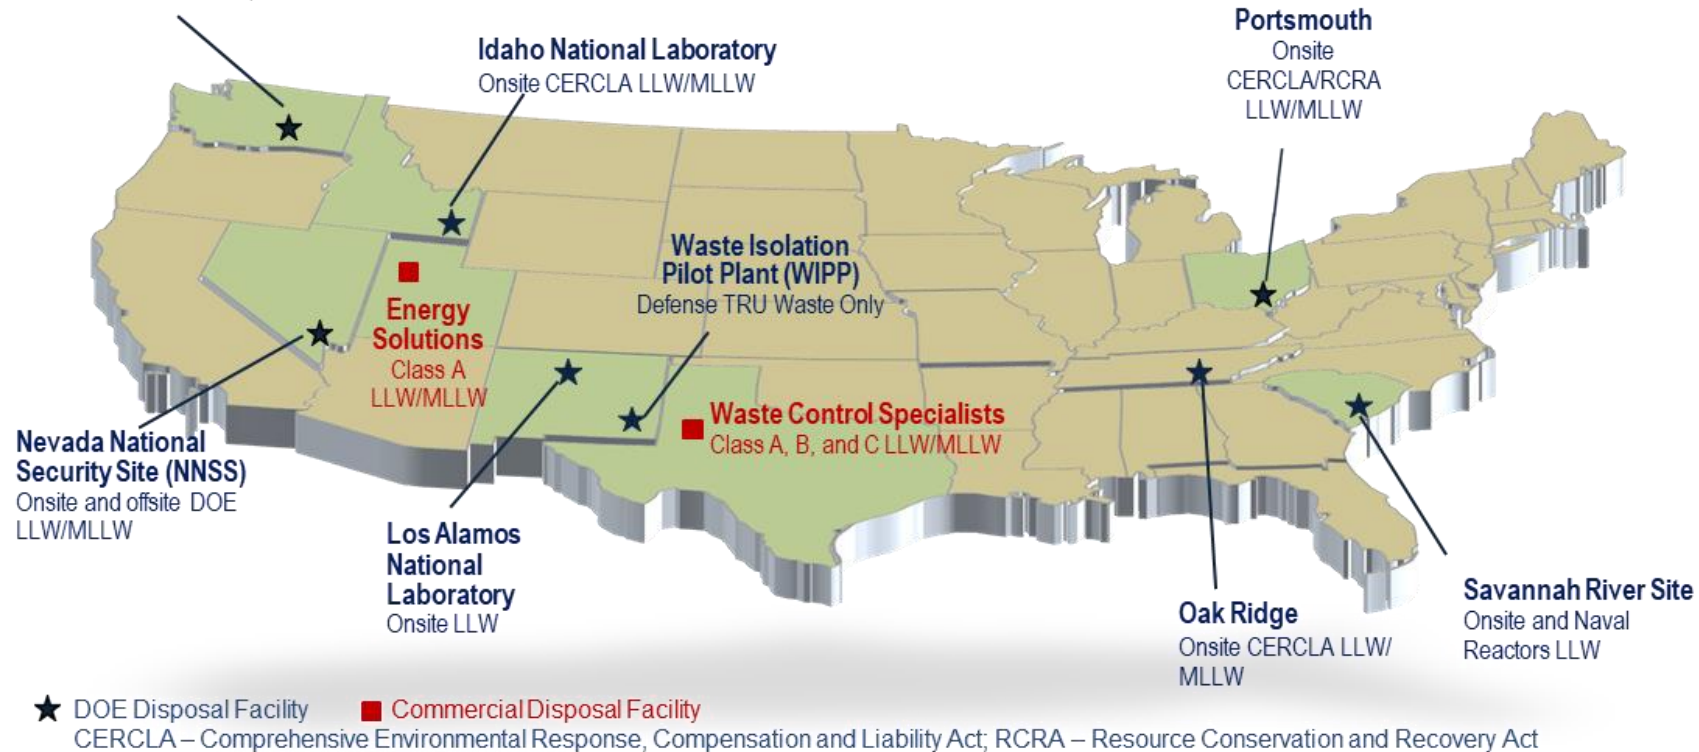 Idaho National Laboratory
Onsite CERCLA LLW/MLLW
Portsmouth
Onsite
CERCLA/RCRA
LLW/MLLW
Waste Isolation
Pilot Plant (WIPP)
Defense TRU Waste Only
Energy
Solutions
Class A
LLW/MLLW
Waste Control Specialists
Class A, B, and C LLW/MLLW
Nevada National
Security Site (NNSS)
Onsite and offsite DOE
LLW/MLLW
Los Alamos
National
Laboratory
Onsite LLW
Oak Ridge
Onsite CERCLA LLW/
MLLW
Savannah River Site
Onsite and Naval
Reactors LLW
DOE Disposal Facility
Commercial Disposal Facility
CERCLA – Comprehensive Environmental Response, Compensation and Liability Act; RCRA – Resource Conservation and Recovery Act